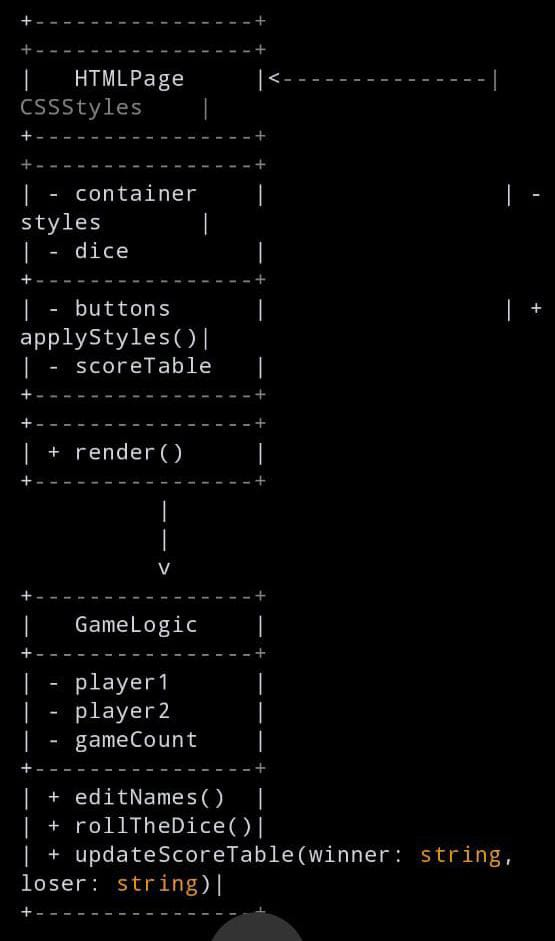 +----------------+
+----------------+
|   HTMLPage     |<---------------|
CSSStyles    |
+----------------+
+----------------+
| - container    |                  | -
styles       |
| - dice         |
+----------------+
| - buttons      |                  | +
applyStyles()|
| - scoreTable   |
+----------------+
+----------------+
| + render()     |
+----------------+
          |
          |
          v
+----------------+
|   GameLogic    |
+----------------+
| - player1      |
| - player2      |
| - gameCount    |
+----------------+
| + editNames()  |
| + rollTheDice()|
| + updateScoreTable(winner: string,
loser: string)|
+----------------+